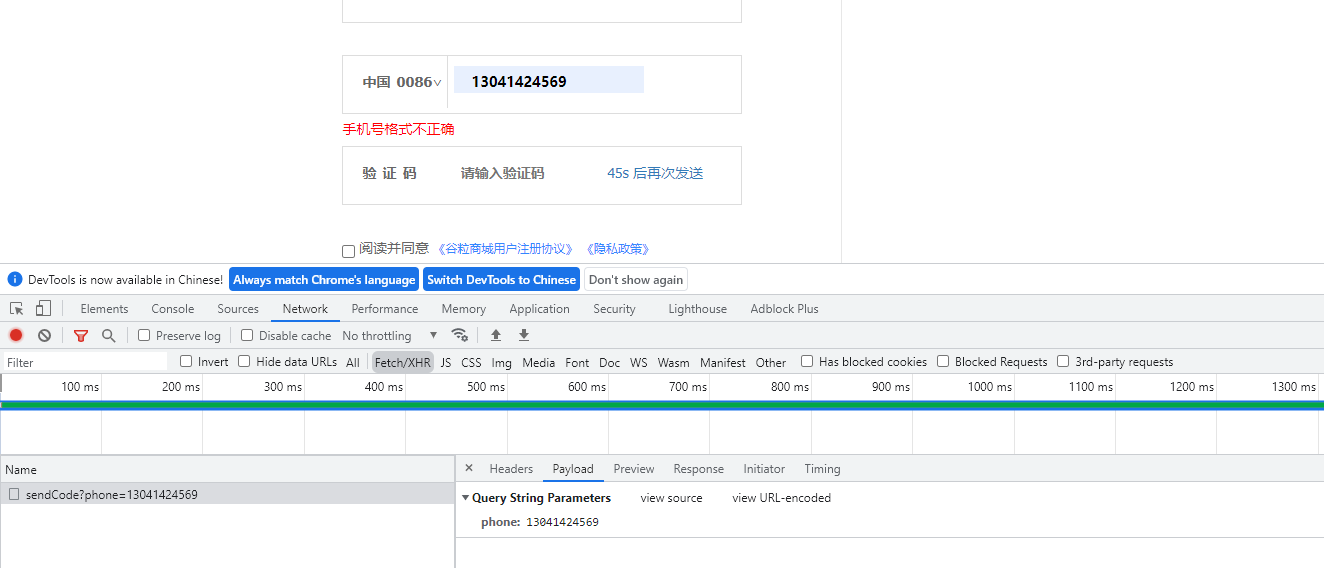 中国 0086 13041424569
手机号格式不正确
验 证 码 请输入验证码 45s 后再次发送
阅读并同意 《谷粒商城用户注册协议》 《隐私政策》
DevTools is now available in Chinese! Always match Chrome's language Switch DevTools to Chinese Don't show again
Elements Console Sources Network Performance Memory Application Security Lighthouse Adblock Plus
Preserve log Disable cache No throttling
Filter Invert Hide data URLs All Fetch/XHR JS CSS Img Media Font Doc WS Wasm Manifest Other Has blocked cookies Blocked Requests 3rd-party requests
100 ms 200 ms 300 ms 400 ms 500 ms 600 ms 700 ms 800 ms 900 ms 1000 ms 1100 ms 1200 ms 1300 ms
Name
sendCode?phone=13041424569
× Headers Payload Preview Response Initiator Timing
Query String Parameters view source view URL-encoded
phone: 13041424569